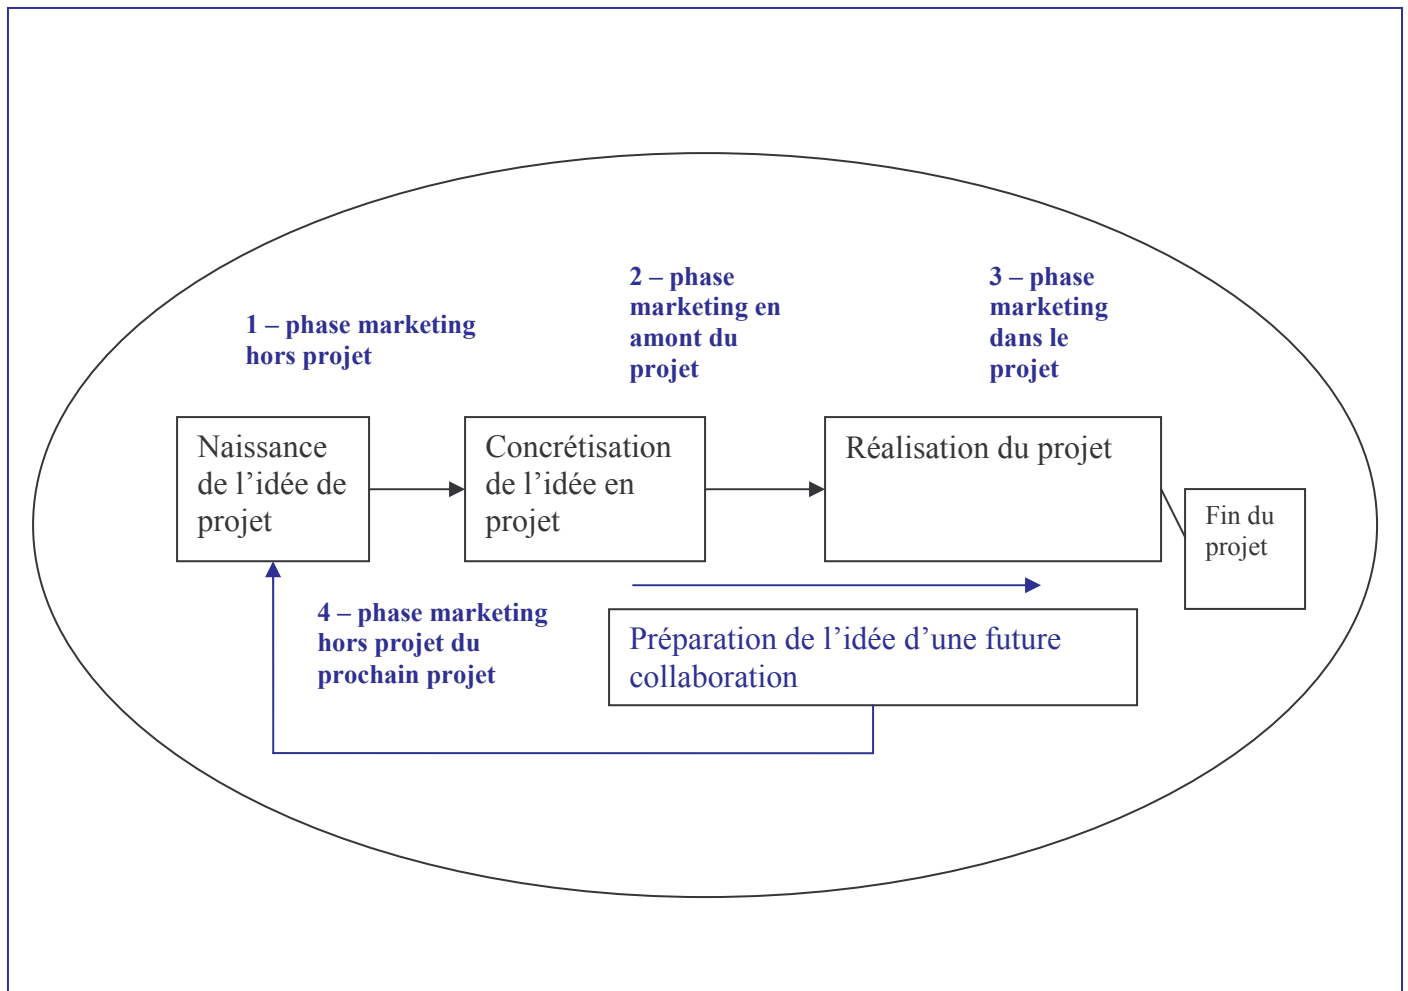 1 – phase marketing
hors projet
2 – phase
marketing en
amont du
projet
3 – phase
marketing
dans le
projet
Naissance
de l’idée de
projet
Concrétisation
de l’idée en
projet
Réalisation du projet
Fin du
projet
4 – phase marketing
hors projet du
prochain projet
Préparation de l’idée d’une future
collaboration